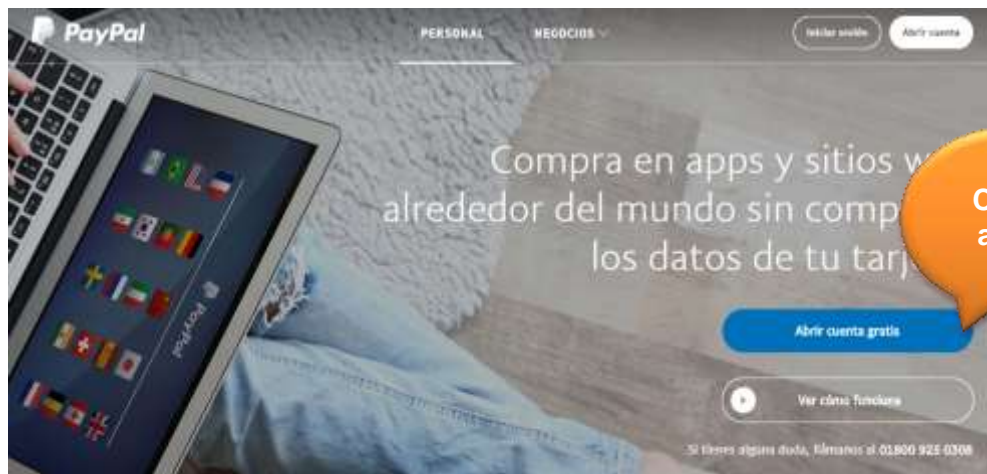 PayPal
PERSONAL
NEGOCIOS
Iniciar sesión
Abrir cuenta
Compra en apps y sitios w
alrededor del mundo sin comp
los datos de tu tarj
Abrir cuenta gratis
Ver cómo funciona
Si tienes alguna duda, llámanos al 01800 925 0308
PayPal